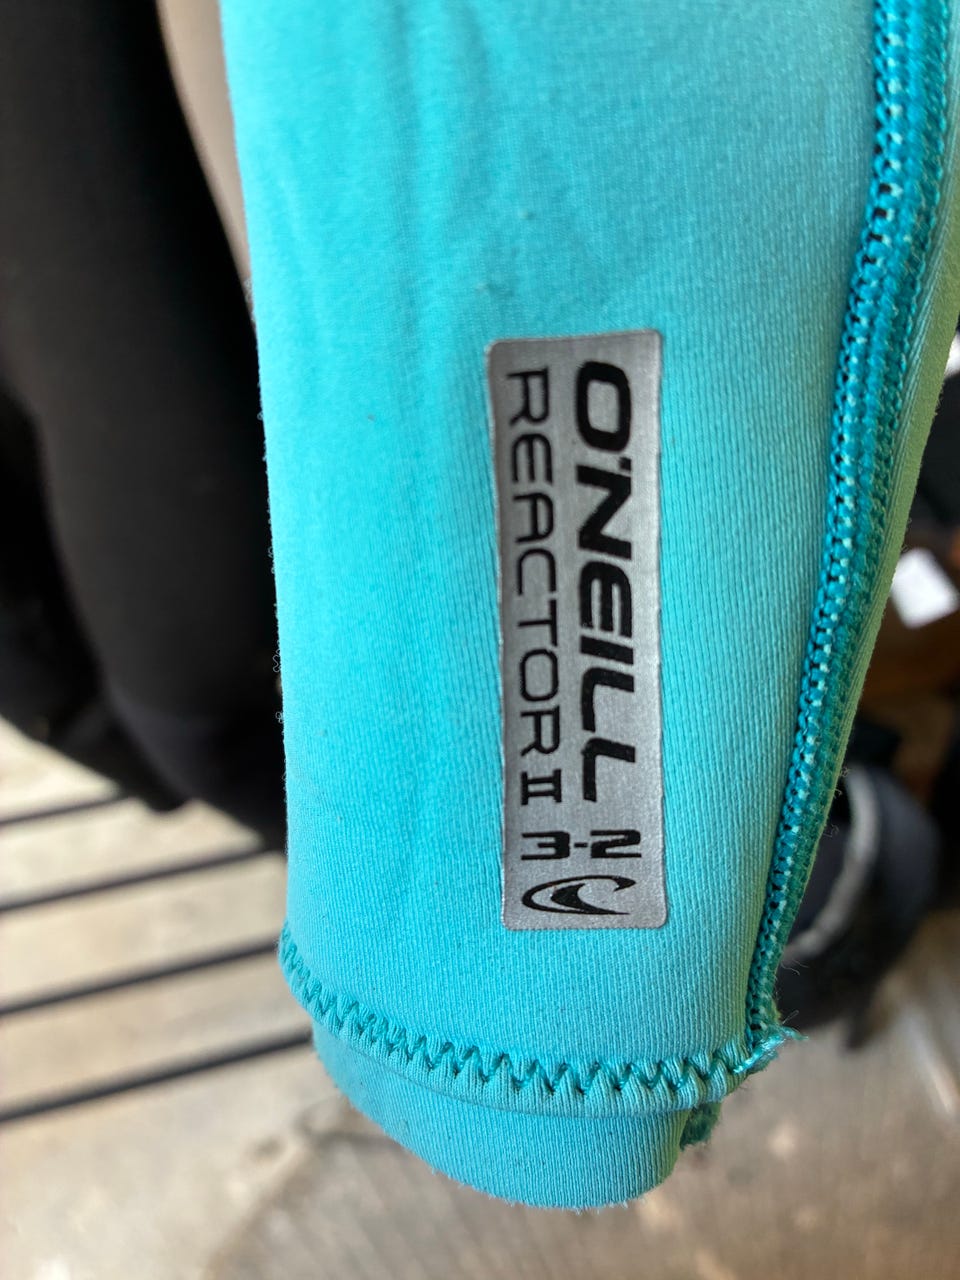 O'NEILL
REACTOR II
3-2